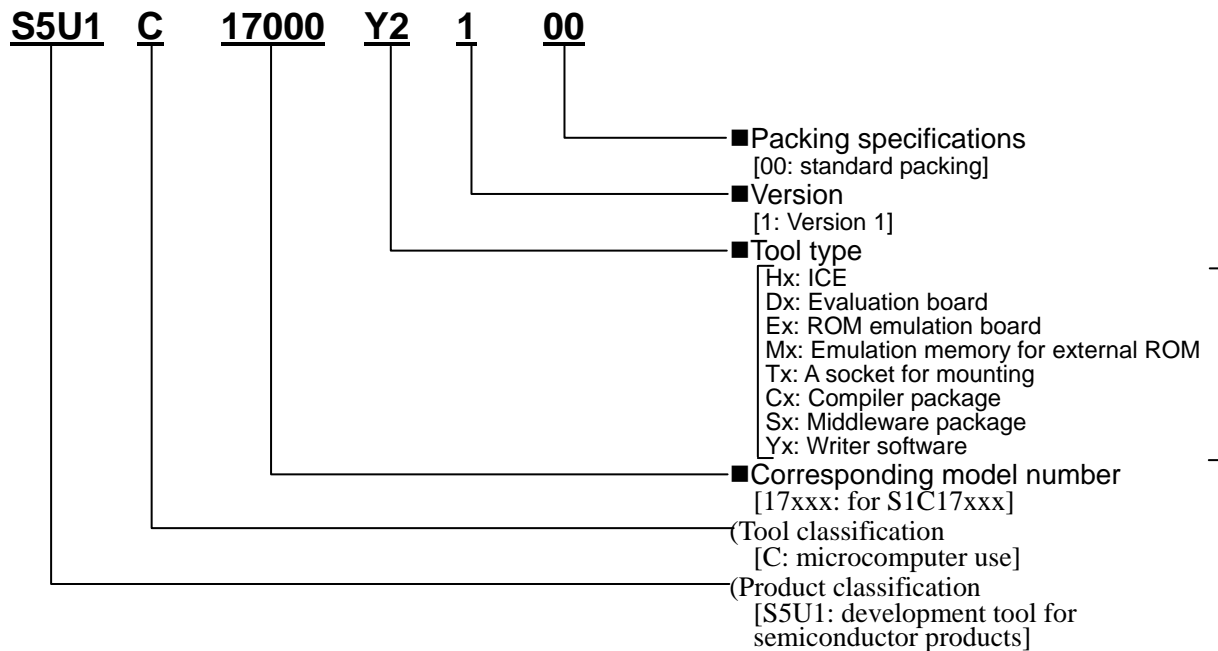 S5U1 C 17000 Y2 1 00
■Packing specifications
[00: standard packing]
■Version
[1: Version 1]
■Tool type
Hx: ICE
Dx: Evaluation board
Ex: ROM emulation board
Mx: Emulation memory for external ROM
Tx: A socket for mounting
Cx: Compiler package
Sx: Middleware package
Yx: Writer software
■Corresponding model number
[17xxx: for S1C17xxx]
(Tool classification
[C: microcomputer use]
(Product classification
[S5U1: development tool for
semiconductor products]